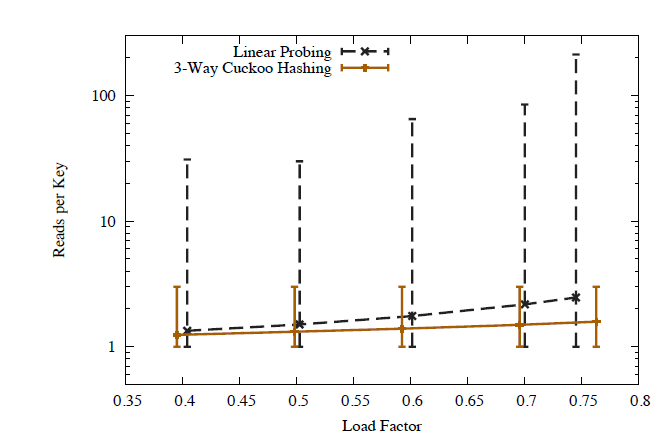 Linear Probing
3-Way Cuckoo Hashing
100
10
1
Reads per Key
0.35 0.4 0.45 0.5 0.55 0.6 0.65 0.7 0.75 0.8
Load Factor